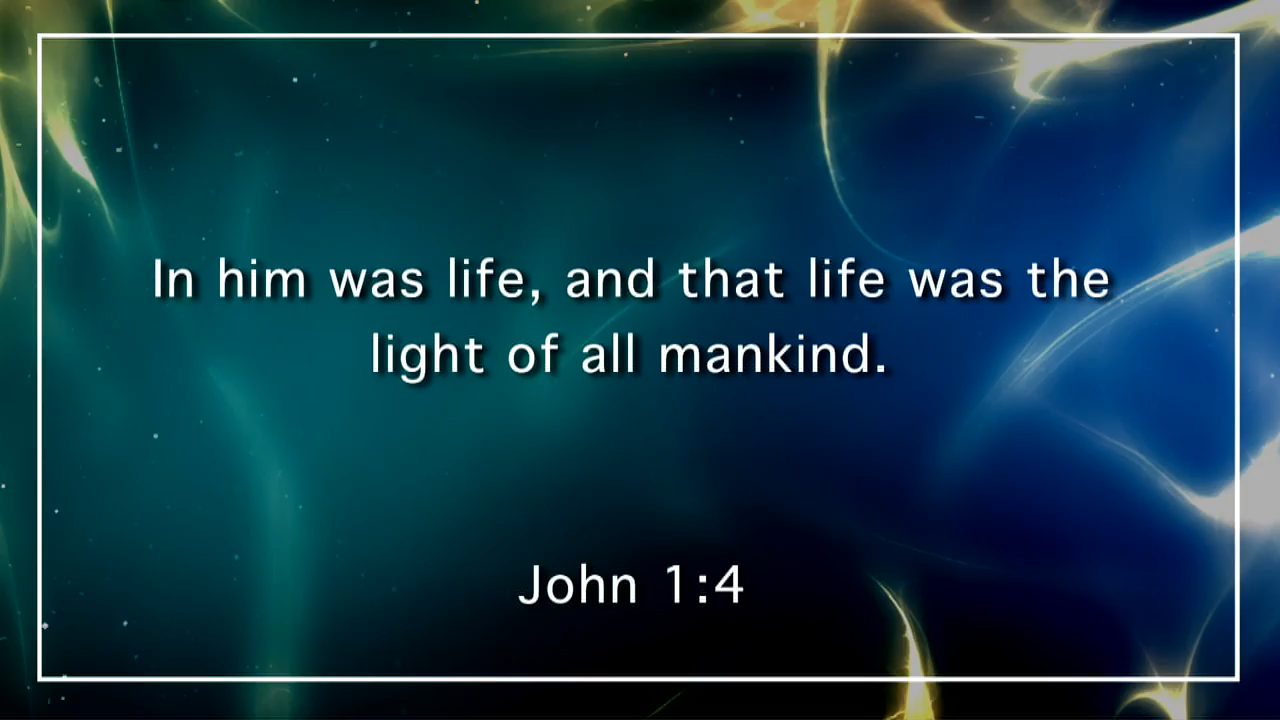 In him was life, and that life was the
light of all mankind.
John 1:4